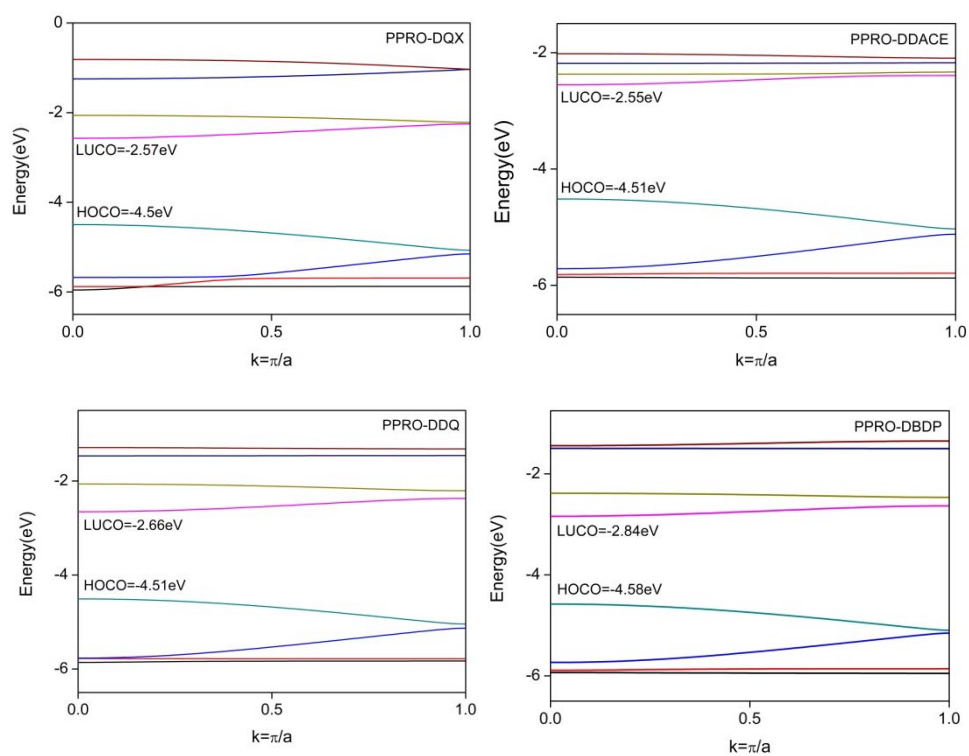 PPRO-DQX
0
-2
-4
-6
Energy(eV)
LUCO=-2.57eV
HOCO=-4.5eV
0.0
0.5
1.0
k=π/a
PPRO-DDACE
-2
-4
-6
Energy(eV)
LUCO=-2.55eV
HOCO=-4.51eV
0.0
0.5
1.0
k=π/a
PPRO-DDQ
-2
-4
-6
Energy(eV)
LUCO=-2.66eV
HOCO=-4.51eV
0.0
0.5
1.0
k=π/a
PPRO-DBDP
-2
-4
-6
Energy(eV)
LUCO=-2.84eV
HOCO=-4.58eV
0.0
0.5
1.0
k=π/a